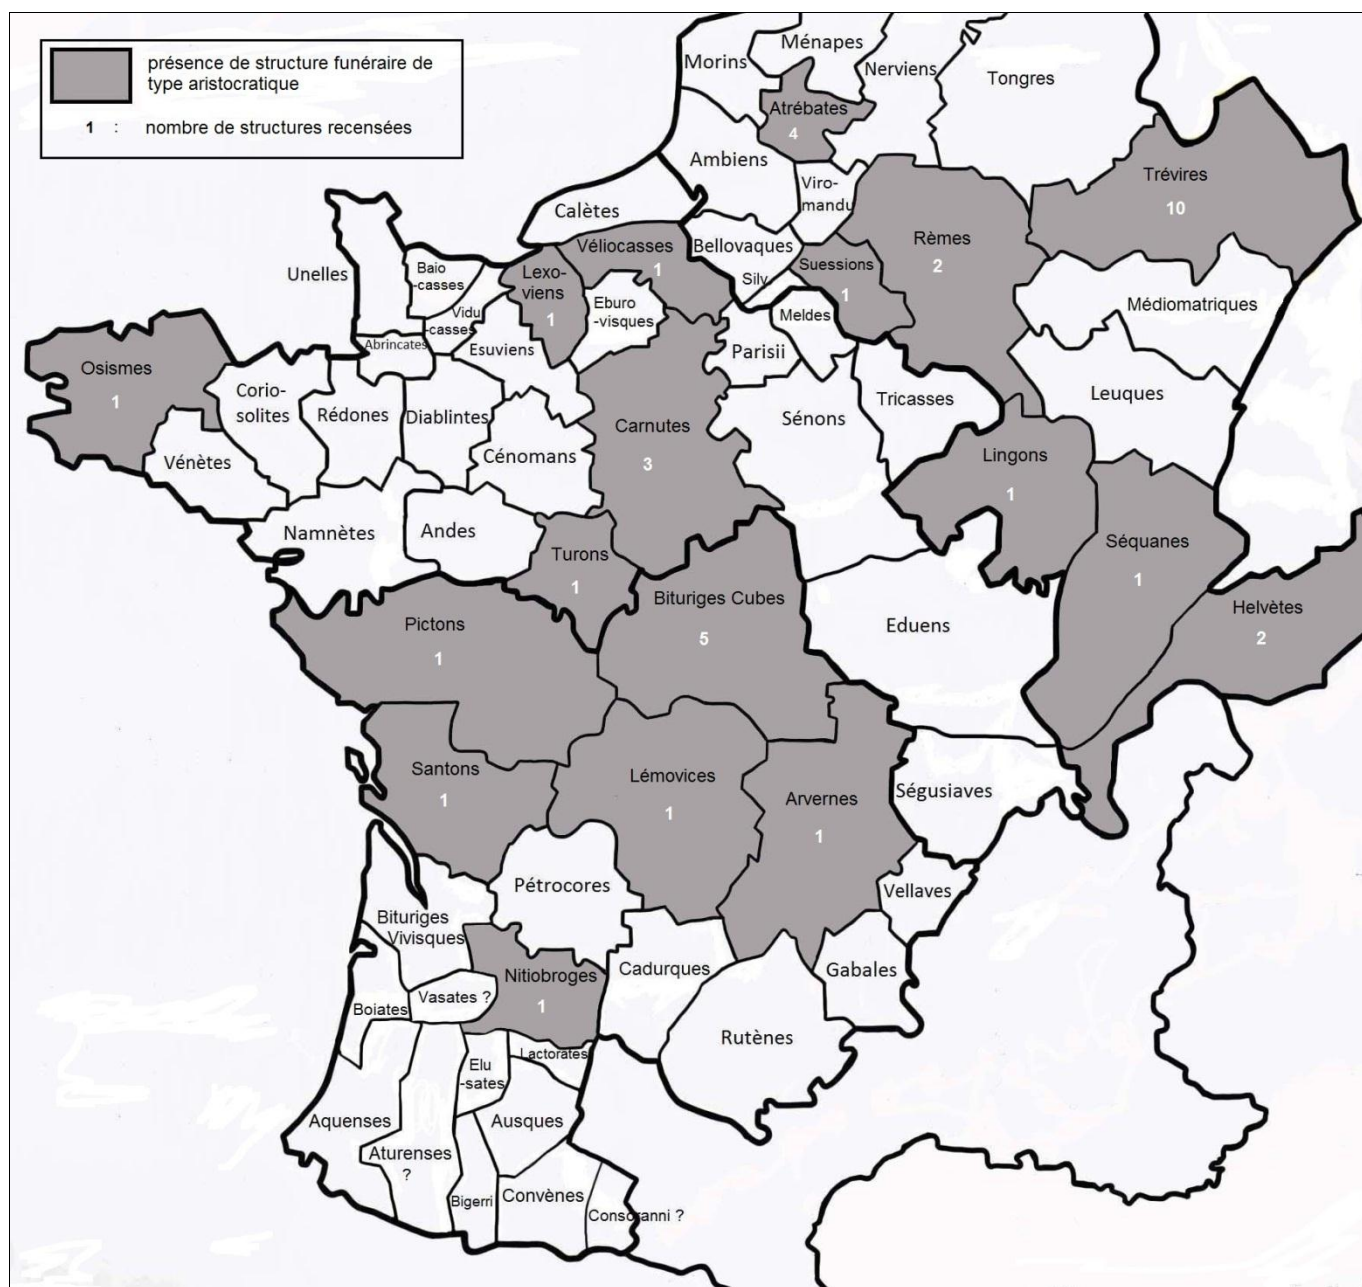 présence de structure funéraire de
type aristocratique
1 : nombre de structures recensées
Morins
Ménapes
Nerviens
Tongres
Atrébates
4
Ambiens
Viro-
mandu
Trévires
10
Calètes
Véliocasses
1
Bellovaques
Silv.
Suessions
1
Rèmes
2
Médiomatriques
Unelles
Baio
-casses
Vidu
-casses
Lexo-
viens
1
Eburo
-visques
Meldes
Parisii
Abrincates
Esuviens
Osismes
1
Corio-
solites
Rédones
Diablintes
Cénomans
Carnutes
3
Sénons
Tricasses
Leuques
Vénètes
Lingons
1
Namnètes
Andes
Turons
1
Séquanes
1
Bituriges Cubes
5
Eduens
Helvètes
2
Pictons
1
Santons
1
Lémovices
1
Arvernes
1
Ségusiaves
Pétrocores
Vellaves
Bituriges
Vivisques
Nitiobroges
1
Cadurques
Gabales
Vasates ?
Boiates
Rutènes
Lactorates
Elu
-sates
Aquenses
Ausques
Aturenses
?
Bigerri
Convènes
Consoranni ?